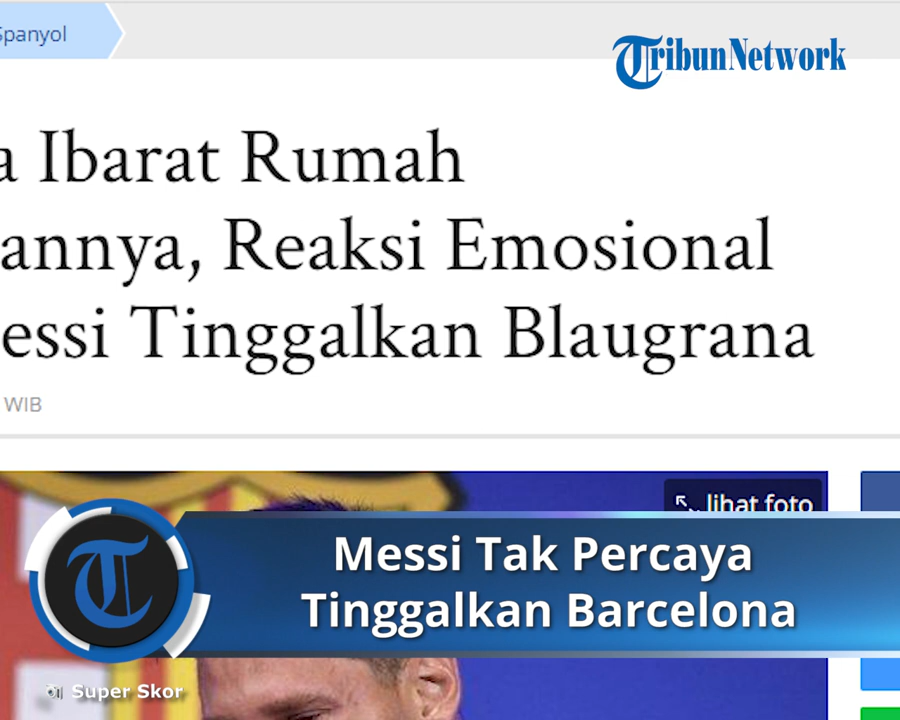 Spanyol
TribunNetwork
a Ibarat Rumah
annya, Reaksi Emosional
essi Tinggalkan Blaugrana
WIB
lihat foto
Messi Tak Percaya
Tinggalkan Barcelona
T
Super Skor